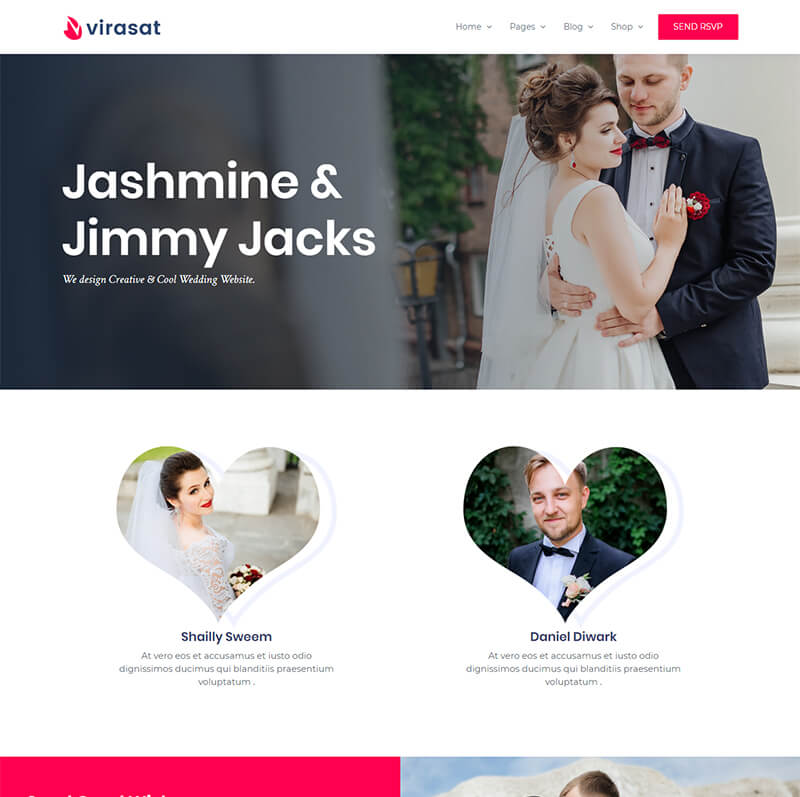 virasat
Home Pages Blog Shop SEND RSVP
Jashmine &
Jimmy Jacks
We design Creative & Cool Wedding Website.
Shailly Sweem
At vero eos et accusamus et iusto odio
dignissimos ducimus qui blanditiis praesentium
voluptatum .
Daniel Diwark
At vero eos et accusamus et iusto odio
dignissimos ducimus qui blanditiis praesentium
voluptatum .